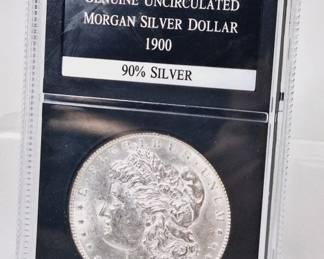 GENUINE UNCIRCULATED
MORGAN SILVER DOLLAR
1900
90% SILVER